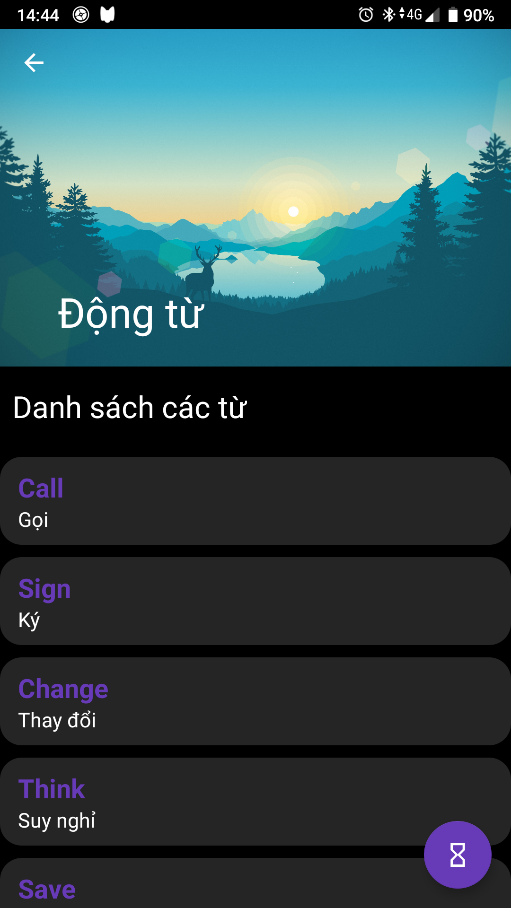 14:44
4G
90%
Động từ
Danh sách các từ
Call
Gọi
Sign
Ký
Change
Thay đổi
Think
Suy nghỉ
Save